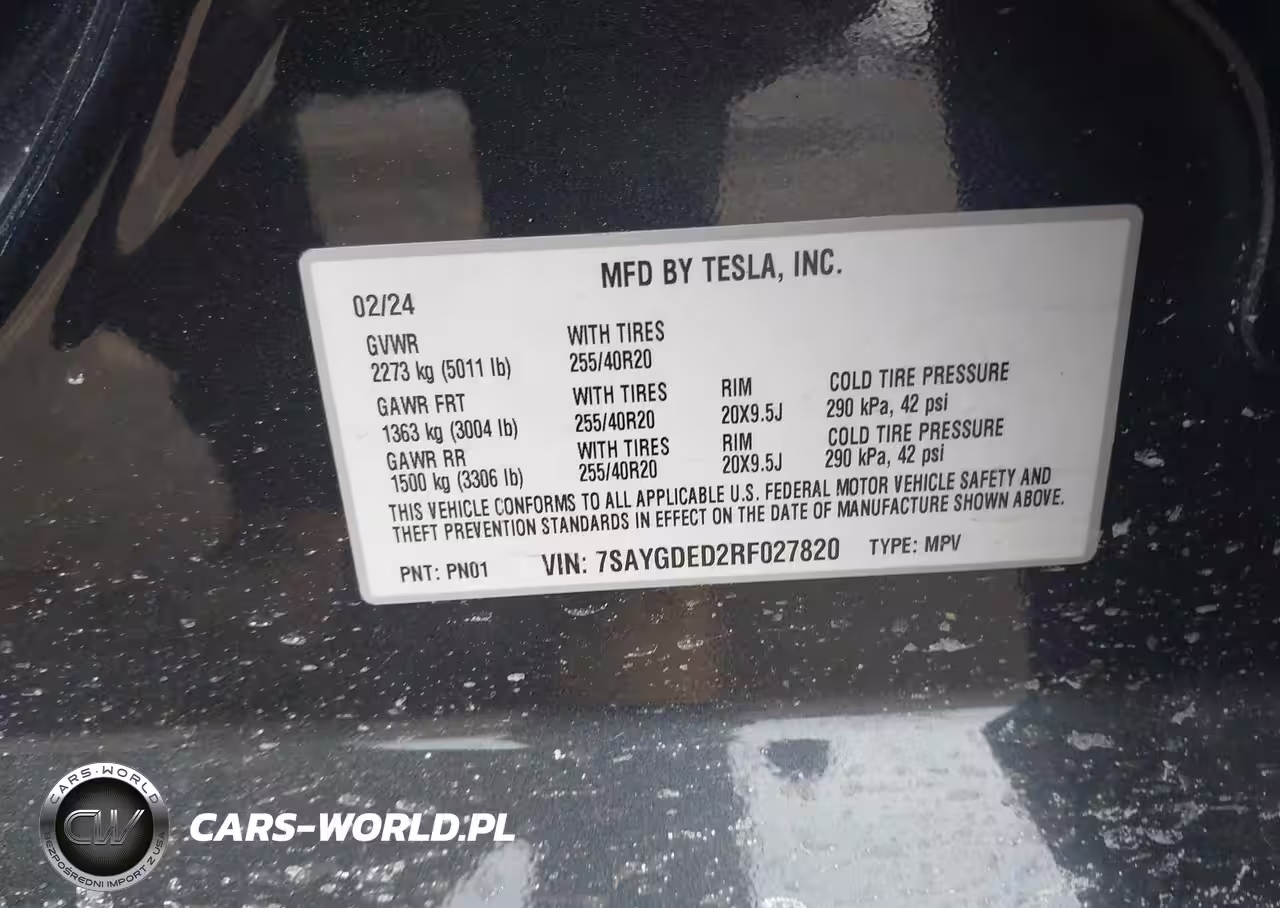 MFD BY TESLA, INC.
02/24
GVWR WITH TIRES
2273 kg (5011 lb) 255/40R20
GAWR FRT WITH TIRES RIM COLD TIRE PRESSURE
1363 kg (3004 lb) 255/40R20 20X9.5J 290 kPa, 42 psi
GAWR RR WITH TIRES RIM COLD TIRE PRESSURE
1500 kg (3306 lb) 255/40R20 20X9.5J 290 kPa, 42 psi
THIS VEHICLE CONFORMS TO ALL APPLICABLE U.S. FEDERAL MOTOR VEHICLE SAFETY AND
THEFT PREVENTION STANDARDS IN EFFECT ON THE DATE OF MANUFACTURE SHOWN ABOVE.
PNT: PN01 VIN: 7SAYGDED2RF027820 TYPE: MPV
CARS-WORLD
CW
BEZPOŚREDNI IMPORT Z USA
CARS-WORLD.PL